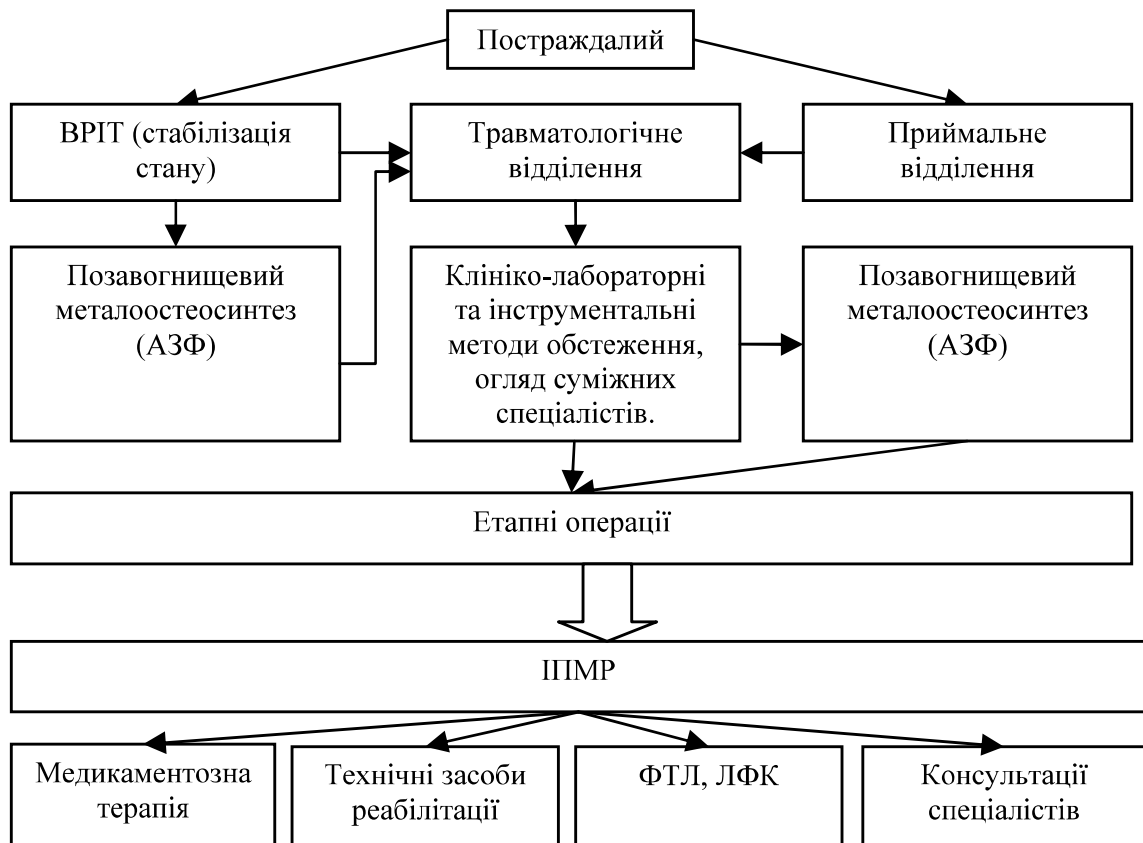 Постраждалий
ВРІТ (стабілізація
стану)
Травматологічне
відділення
Приймальне
відділення
Позавогнищевий
металоостеосинтез
(АЗФ)
Клініко-лабораторні
та інструментальні
методи обстеження,
огляд суміжних
спеціалістів.
Позавогнищевий
металоостеосинтез
(АЗФ)
Етапні операції
ІПМР
Медикаментозна
терапія
Технічні засоби
реабілітації
ФТЛ, ЛФК
Консультації
спеціалістів